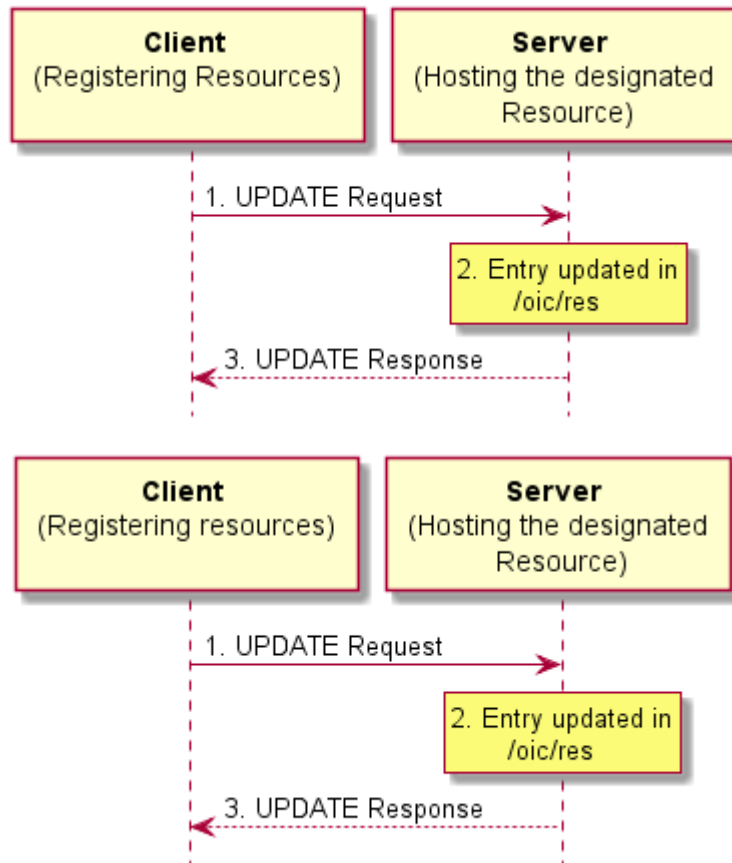 Client
(Registering Resources)
Server
(Hosting the designated
Resource)
1. UPDATE Request
2. Entry updated in
/oic/res
3. UPDATE Response
Client
(Registering resources)
Server
(Hosting the designated
Resource)
1. UPDATE Request
2. Entry updated in
/oic/res
3. UPDATE Response